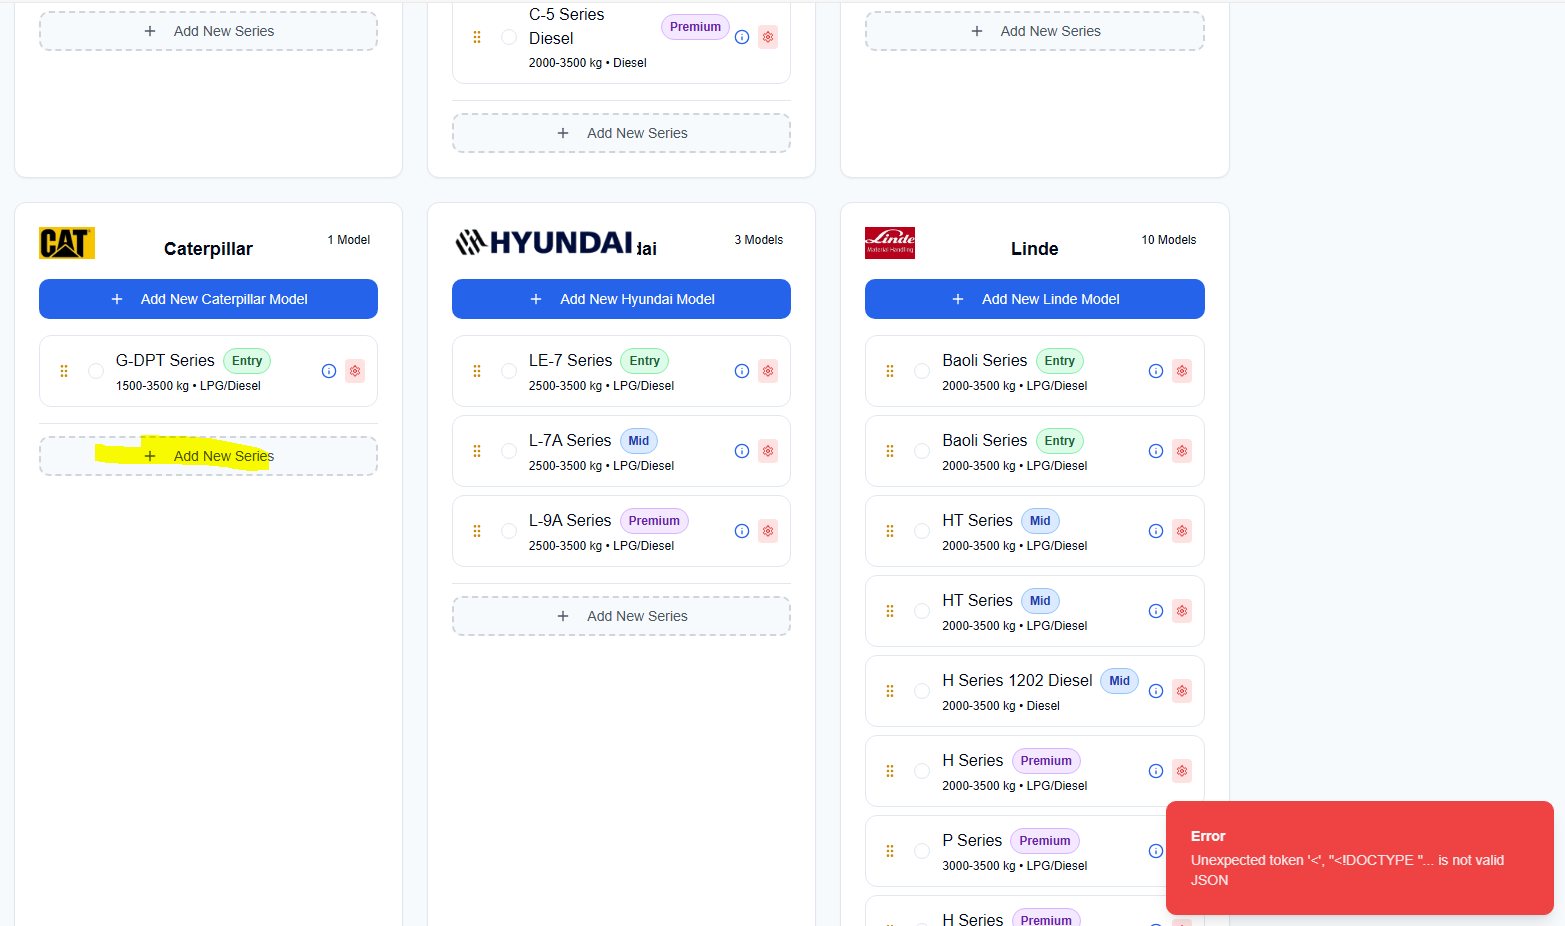 Add New Series
C-5 Series
Diesel
Premium
2000-3500 kg • Diesel
Add New Series
Add New Series
CAT
Caterpillar
1 Model
Add New Caterpillar Model
G-DPT Series Entry
1500-3500 kg • LPG/Diesel
Add New Series
HYUNDAI
dai
3 Models
Add New Hyundai Model
LE-7 Series Entry
2500-3500 kg • LPG/Diesel
L-7A Series Mid
2500-3500 kg • LPG/Diesel
L-9A Series Premium
2500-3500 kg • LPG/Diesel
Add New Series
Linde
Material Handling
Linde
10 Models
Add New Linde Model
Baoli Series Entry
2000-3500 kg • LPG/Diesel
Baoli Series Entry
2000-3500 kg • LPG/Diesel
HT Series Mid
2000-3500 kg • LPG/Diesel
HT Series Mid
2000-3500 kg • LPG/Diesel
H Series 1202 Diesel Mid
2000-3500 kg • Diesel
H Series Premium
2000-3500 kg • LPG/Diesel
P Series Premium
3000-3500 kg • LPG/Diesel
H Series Premium
Error
Unexpected token '<', "<!DOCTYPE "... is not valid
JSON